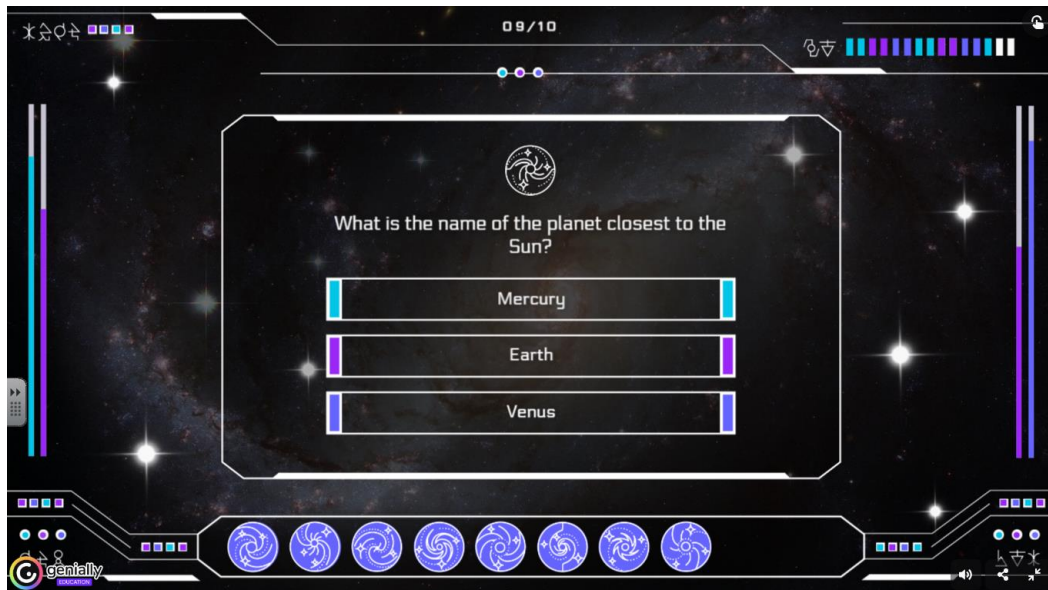 09/10
What is the name of the planet closest to the
Sun?
Mercury
Earth
Venus
genially
EDUCATION